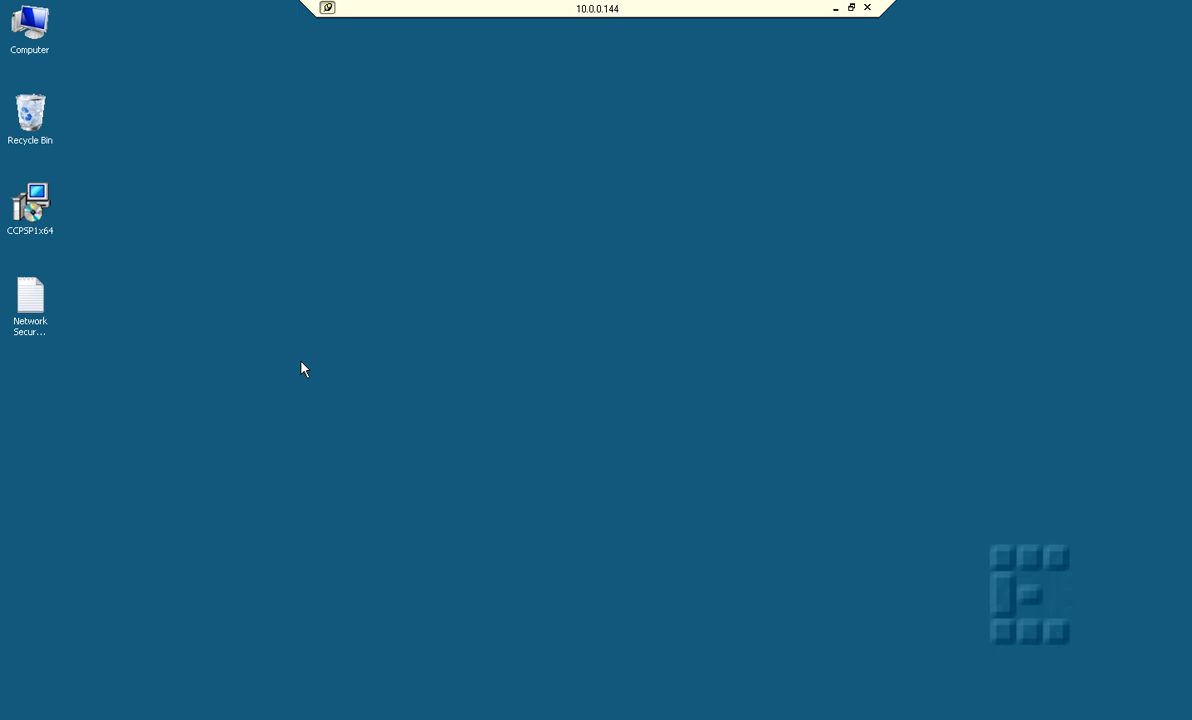 10.0.0.144
Computer
Recycle Bin
CCPSP1x64
Network
Secur...